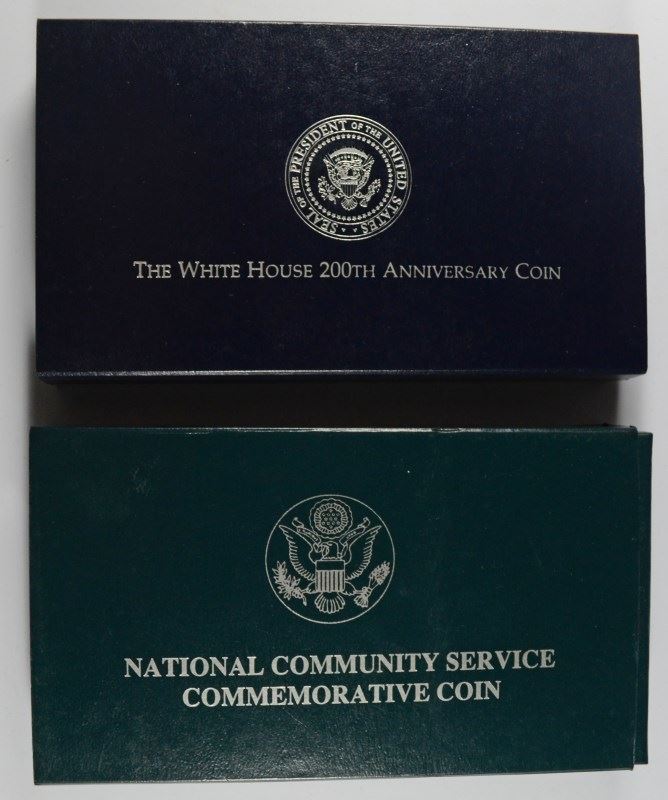 SEAL OF THE PRESIDENT OF THE UNITED STATES
THE WHITE HOUSE 200TH ANNIVERSARY COIN
NATIONAL COMMUNITY SERVICE
COMMEMORATIVE COIN